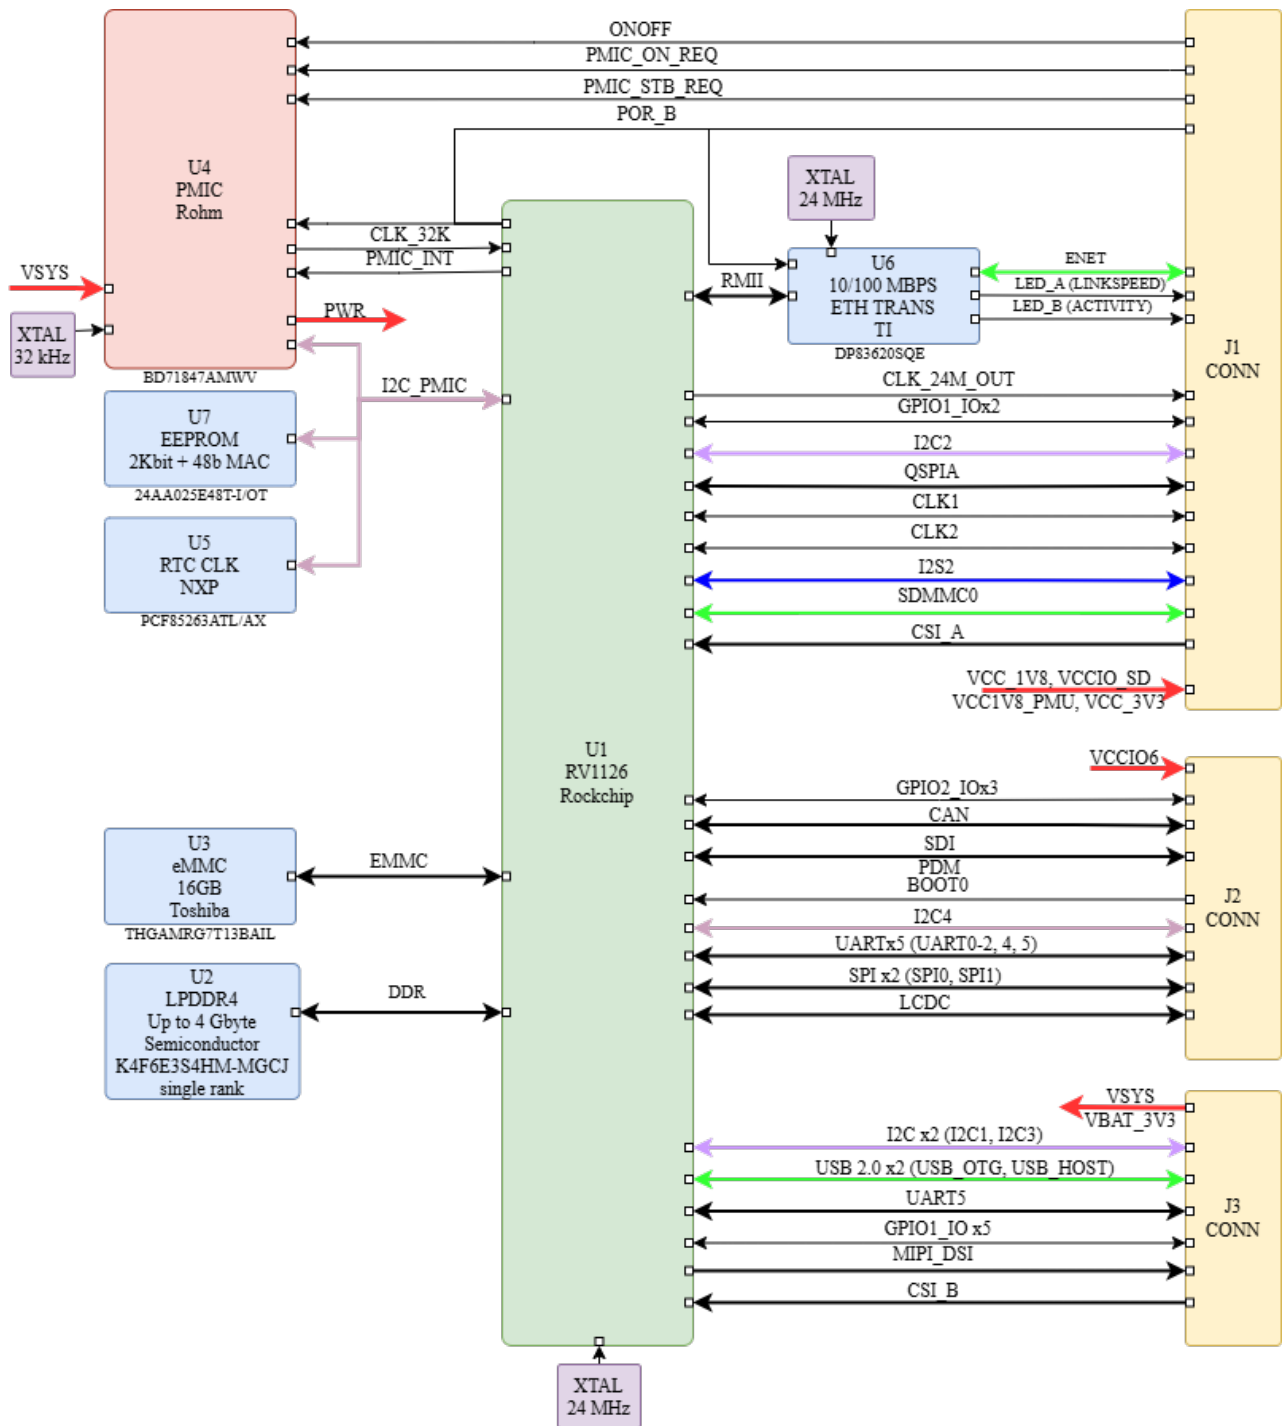 ONOFF
PMIC_ON_REQ
PMIC_STB_REQ
POR_B
U4
PMIC
Rohm
VSYS
XTAL
32 kHz
BD71847AMWV
CLK_32K
PMIC_INT
PWR
I2C_PMIC
U7
EEPROM
2Kbit + 48b MAC
24AA025E48T-I/OT
U5
RTC CLK
NXP
PCF85263ATL/AX
XTAL
24 MHz
U6
10/100 MBPS
ETH TRANS
TI
DP83620SQE
RMII
ENET
LED_A (LINKSPEED)
LED_B (ACTIVITY)
J1
CONN
CLK_24M_OUT
GPIO1_IOx2
I2C2
QSPIA
CLK1
CLK2
I2S2
SDMMC0
CSI_A
VCC_1V8, VCCIO_SD
VCC1V8_PMU, VCC_3V3
U1
RV1126
Rockchip
VCCIO6
GPIO2_IOx3
CAN
SDI
PDM
BOOT0
I2C4
UARTx5 (UART0-2, 4, 5)
SPI x2 (SPI0, SPI1)
LCDC
J2
CONN
U3
eMMC
16GB
Toshiba
THGAMRG7T13BAIL
EMMC
U2
LPDDR4
Up to 4 Gbyte
Semiconductor
K4F6E3S4HM-MGCJ
single rank
DDR
VSYS
VBAT_3V3
I2C x2 (I2C1, I2C3)
USB 2.0 x2 (USB_OTG, USB_HOST)
UART5
GPIO1_IO x5
MIPI_DSI
CSI_B
J3
CONN
XTAL
24 MHz